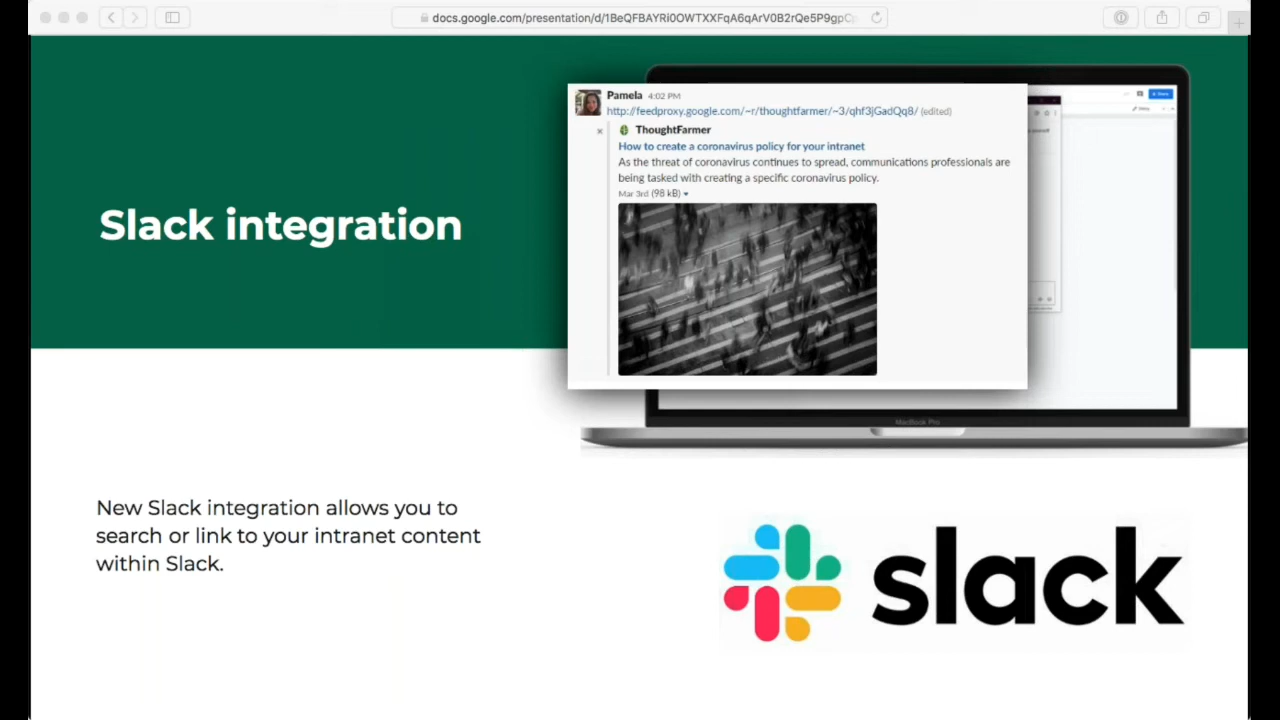 docs.google.com/presentation/d/1BeQFBAYRi0OWTXXFqA6qArV0B2rQe5P9gpC
Pamela 4:02 PM
http://feedproxy.google.com/~r/thoughtfarmer/~3/qhf3jGadQq8/ (edited)
ThoughtFarmer
How to create a coronavirus policy for your intranet
As the threat of coronavirus continues to spread, communications professionals are
being tasked with creating a specific coronavirus policy.
Mar 3rd (98 kB)
Slack integration
MacBook Pro
New Slack integration allows you to
search or link to your intranet content
within Slack.
slack